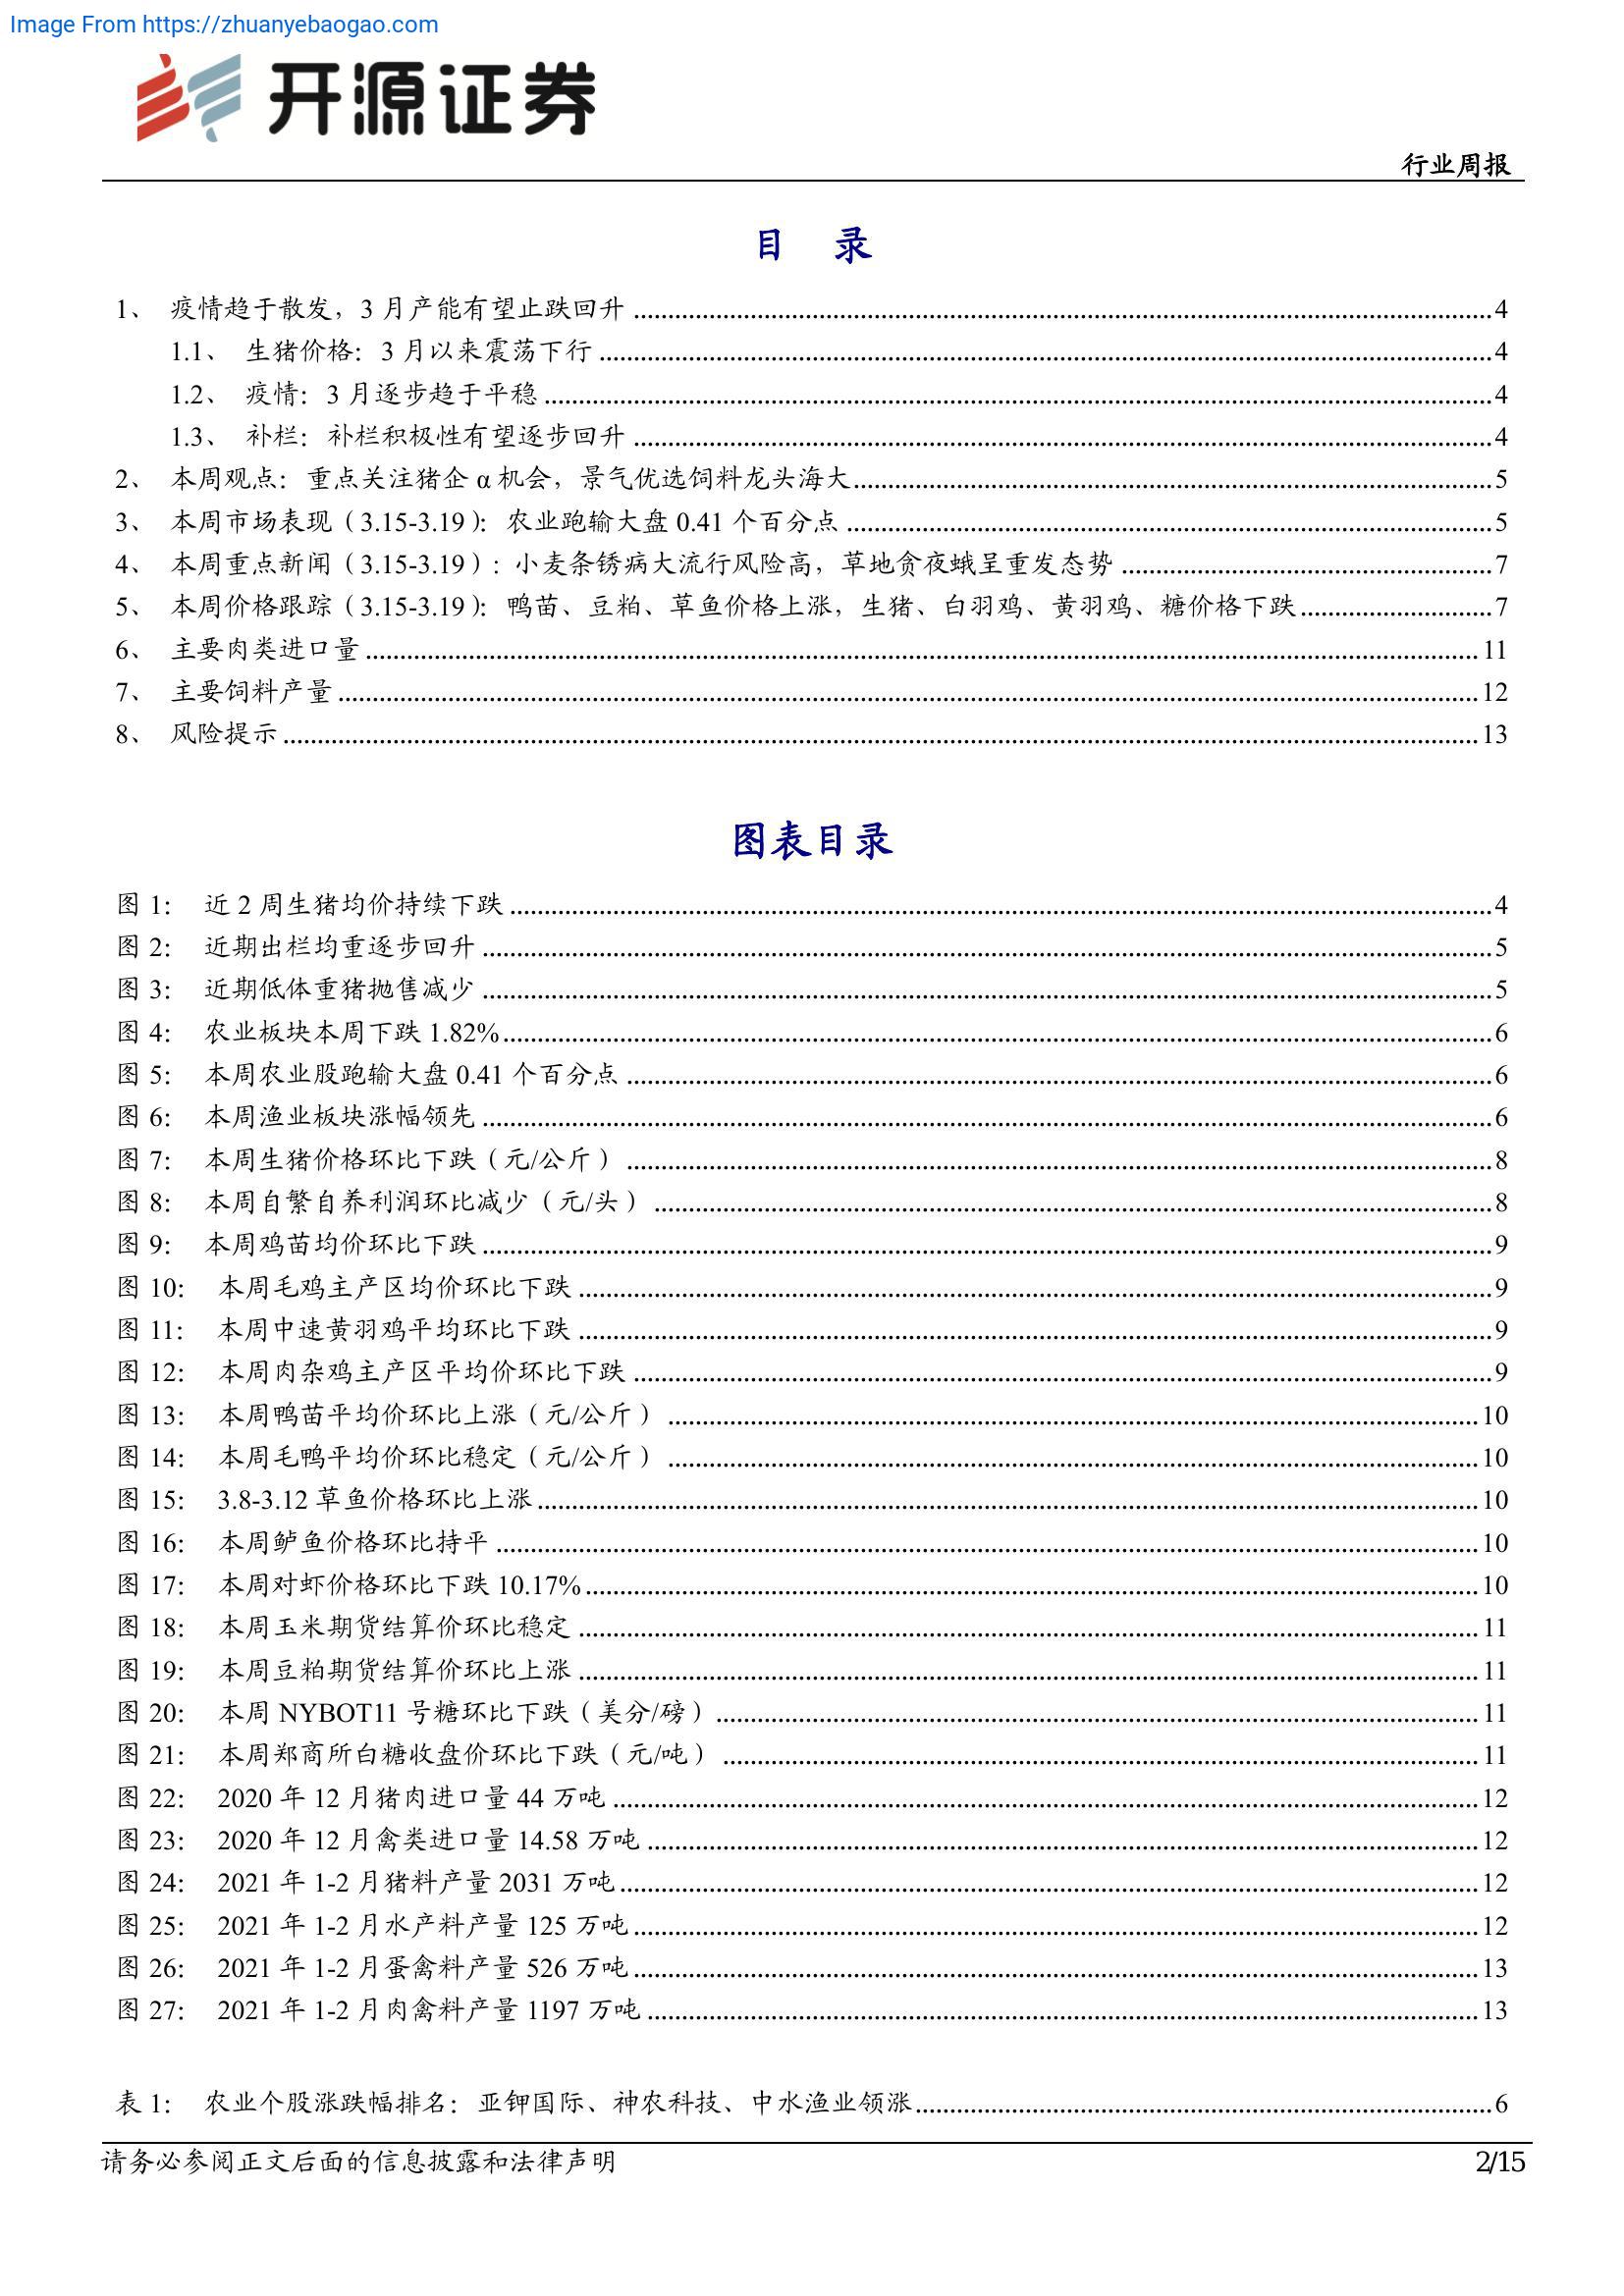 Image From https://zhuanyebaogao.com
开源证券
行业周报
目 录
1、 疫情趋于散发，3 月产能有望止跌回升 4
1.1、 生猪价格：3 月以来震荡下行 4
1.2、 疫情：3 月逐步趋于平稳 4
1.3、 补栏：补栏积极性有望逐步回升 4
2、 本周观点：重点关注猪企 α 机会，景气优选饲料龙头海大 5
3、 本周市场表现（3.15-3.19）：农业跑输大盘 0.41 个百分点 5
4、 本周重点新闻（3.15-3.19）：小麦条锈病大流行风险高，草地贪夜蛾呈重发态势 7
5、 本周价格跟踪（3.15-3.19）：鸭苗、豆粕、草鱼价格上涨，生猪、白羽鸡、黄羽鸡、糖价格下跌 7
6、 主要肉类进口量 11
7、 主要饲料产量 12
8、 风险提示 13
图表目录
图 1： 近 2 周生猪均价持续下跌 4
图 2： 近期出栏均重逐步回升 5
图 3： 近期低体重猪抛售减少 5
图 4： 农业板块本周下跌 1.82% 6
图 5： 本周农业股跑输大盘 0.41 个百分点 6
图 6： 本周渔业板块涨幅领先 6
图 7： 本周生猪价格环比下跌（元/公斤） 8
图 8： 本周自繁自养利润环比减少（元/头） 8
图 9： 本周鸡苗均价环比下跌 9
图 10： 本周毛鸡主产区均价环比下跌 9
图 11： 本周中速黄羽鸡平均环比下跌 9
图 12： 本周肉杂鸡主产区平均价环比下跌 9
图 13： 本周鸭苗平均价环比上涨（元/公斤） 10
图 14： 本周毛鸭平均价环比稳定（元/公斤） 10
图 15： 3.8-3.12 草鱼价格环比上涨 10
图 16： 本周鲈鱼价格环比持平 10
图 17： 本周对虾价格环比下跌 10.17% 10
图 18： 本周玉米期货结算价环比稳定 11
图 19： 本周豆粕期货结算价环比上涨 11
图 20： 本周 NYBOT11 号糖环比下跌（美分/磅） 11
图 21： 本周郑商所白糖收盘价环比下跌（元/吨） 11
图 22： 2020 年 12 月猪肉进口量 44 万吨 12
图 23： 2020 年 12 月禽类进口量 14.58 万吨 12
图 24： 2021 年 1-2 月猪料产量 2031 万吨 12
图 25： 2021 年 1-2 月水产料产量 125 万吨 12
图 26： 2021 年 1-2 月蛋禽料产量 526 万吨 13
图 27： 2021 年 1-2 月肉禽料产量 1197 万吨 13
表 1： 农业个股涨跌幅排名：亚钾国际、神农科技、中水渔业领涨 6
请务必参阅正文后面的信息披露和法律声明
2/15